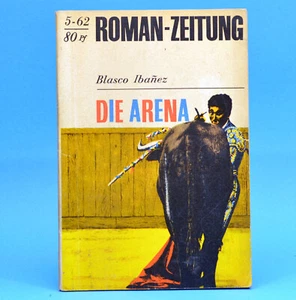 5-62
80 Pf
ROMAN-ZEITUNG
Blasco Ibañez
DIE ARENA